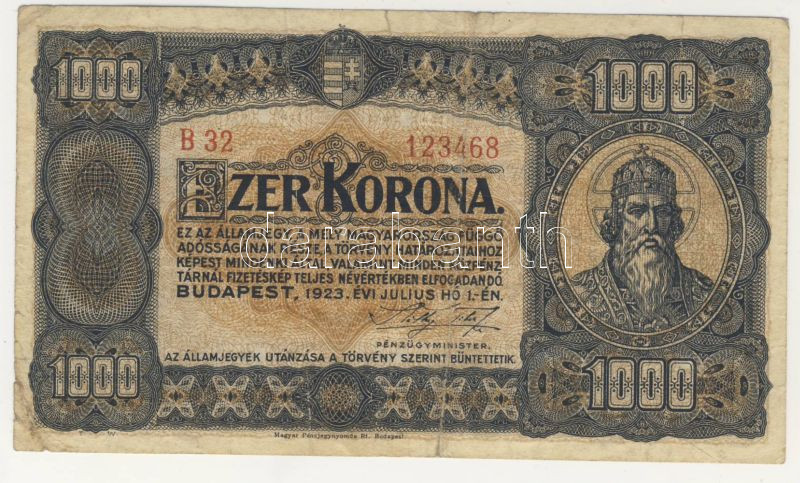 1000
1000
B 32
123468
EZER KORONA.
EZ AZ ÁLLAMJEGY, A MELY MAGYARORSZÁG FÜGGŐ
ADÓSSÁGÁNAK RÉSZE, A TÖRVÉNY HATÁROZATAIHOZ
KÉPEST MINDENKI ÁLTAL VALAMINT MINDEN KÖZPÉNZ-
TÁRNÁL FIZETÉSKÉP TELJES NÉVÉRTÉKBEN ELFOGADANDÓ.
BUDAPEST, 1923. ÉVI JULIUS HÓ 1.-ÉN.
PÉNZÜGYMINISTER.
AZ ÁLLAMJEGYEK UTÁNZÁSA A TÖRVÉNY SZERINT BÜNTETTETIK.
1000
1000
Magyar Pénzjegynyomda Rt. Budapest
darabanth